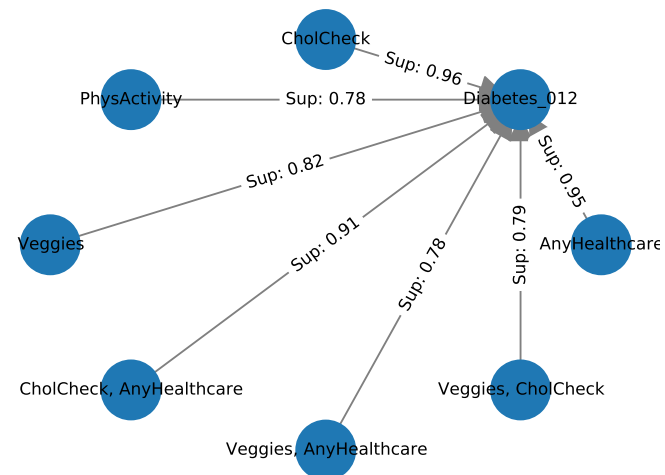 CholCheck
Sup: 0.96
PhysActivity
Sup: 0.78
Diabetes_012
Sup: 0.82
Sup: 0.95
Sup: 0.91
Sup: 0.78
Sup: 0.79
Veggies
AnyHealthcare
CholCheck, AnyHealthcare
Veggies, CholCheck
Veggies, AnyHealthcare